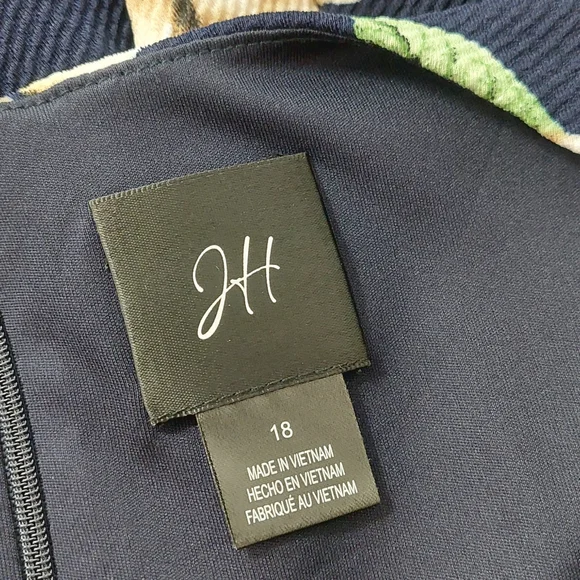 JH
18
MADE IN VIETNAM
HECHO EN VIETNAM
FABRIQUÉ AU VIETNAM